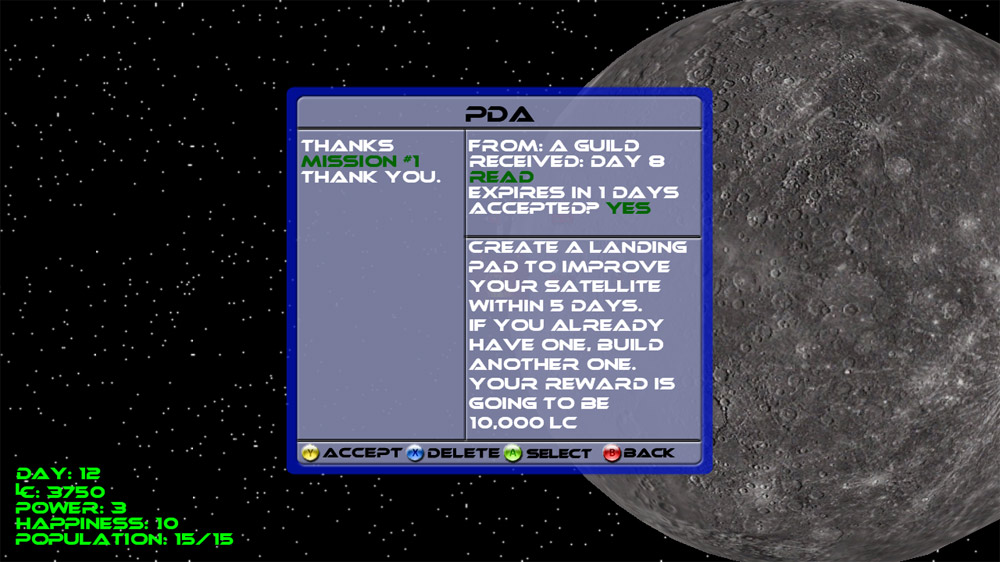 PDA
THANKS
MISSION #1
THANK YOU.
FROM: A GUILD
RECEIVED: DAY 8
READ
EXPIRES IN 1 DAYS
ACCEPTED? YES
CREATE A LANDING
PAD TO IMPROVE
YOUR SATELLITE
WITHIN 5 DAYS.
IF YOU ALREADY
HAVE ONE, BUILD
ANOTHER ONE.
YOUR REWARD IS
GOING TO BE
10,000 LC
Y ACCEPT X DELETE A SELECT B BACK
DAY: 12
LC: 3750
POWER: 3
HAPPINESS: 10
POPULATION: 15/15